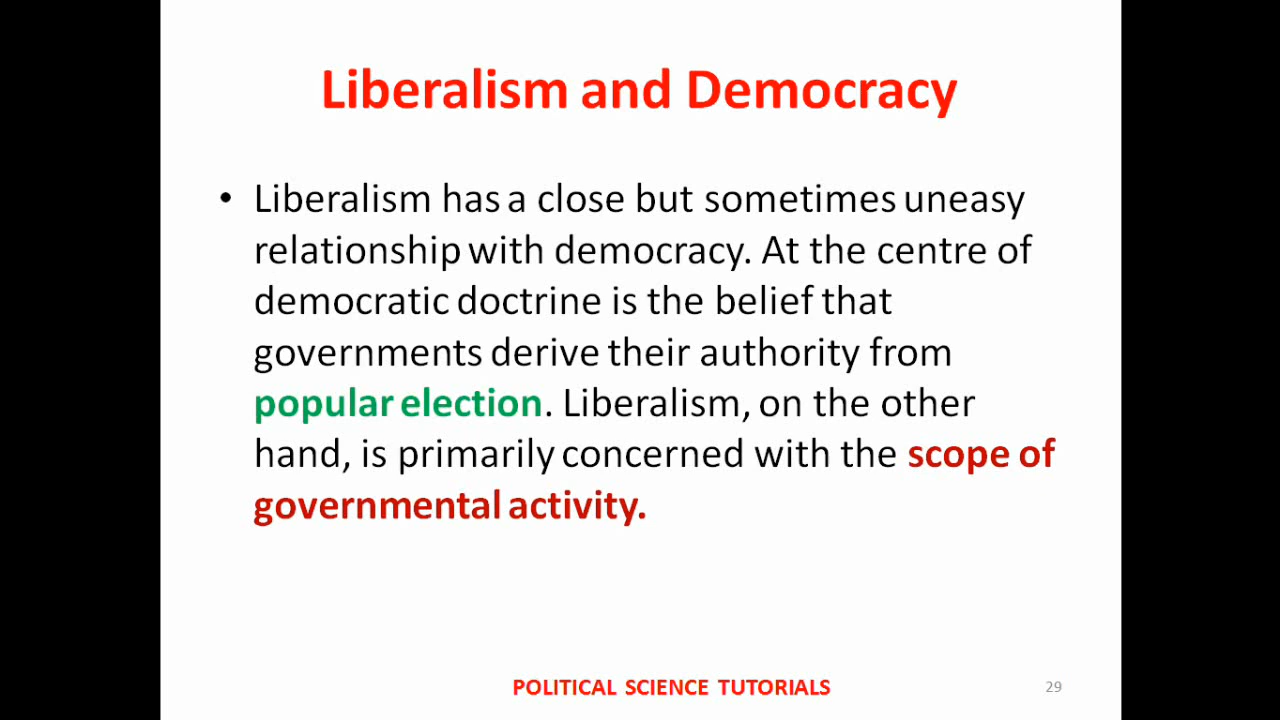 Liberalism and Democracy
• Liberalism has a close but sometimes uneasy
relationship with democracy. At the centre of
democratic doctrine is the belief that
governments derive their authority from
popular election. Liberalism, on the other
hand, is primarily concerned with the scope of
governmental activity.
POLITICAL SCIENCE TUTORIALS
29